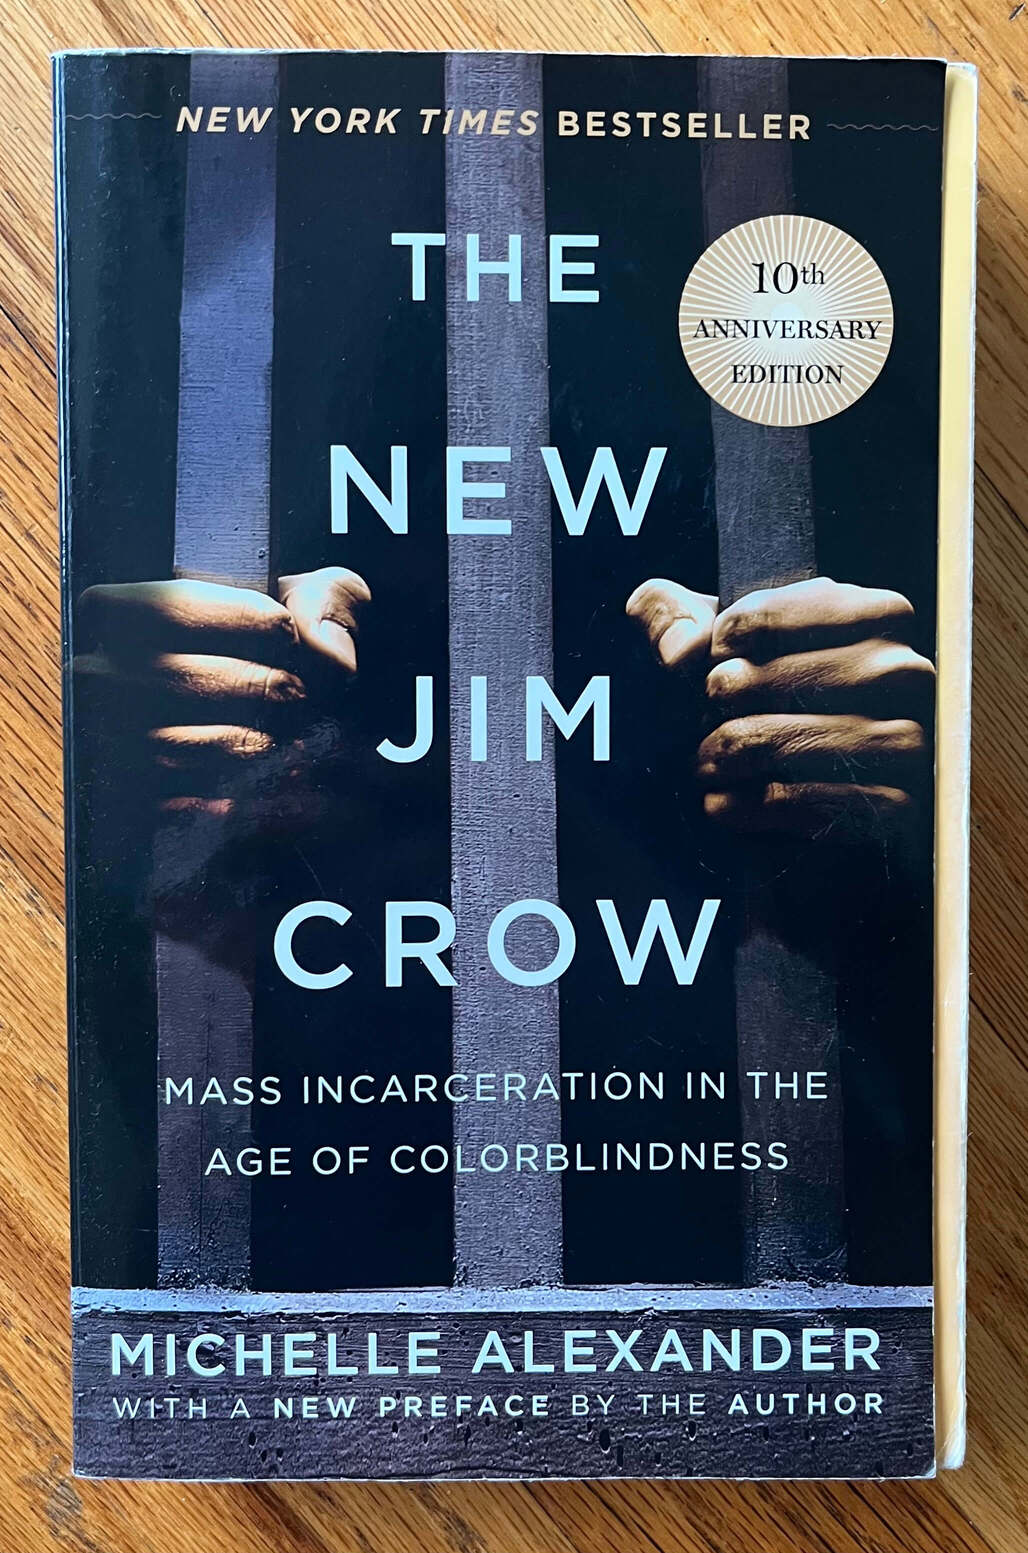 NEW YORK TIMES BESTSELLER
THE
10th
ANNIVERSARY
EDITION
NEW
JIM
CROW
MASS INCARCERATION IN THE
AGE OF COLORBLINDNESS
MICHELLE ALEXANDER
WITH A NEW PREFACE BY THE AUTHOR